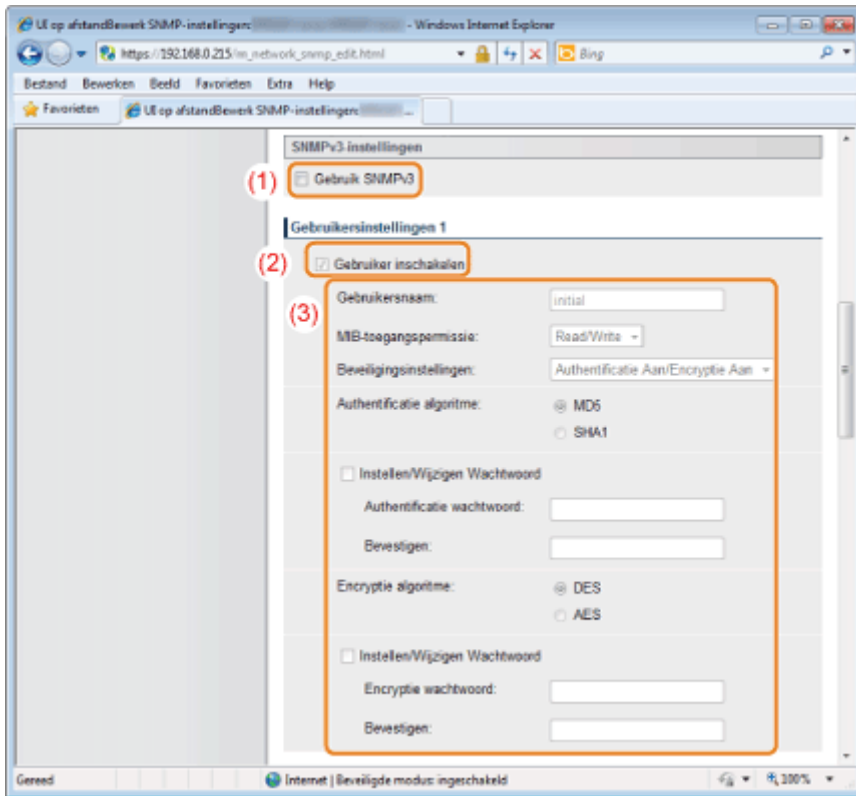 UI op afstandBewerk SNMP-instellingen: - Windows Internet Explorer
https://192.168.0.215/m_network_snmp_edit.html
Bing
Bestand Bewerken Beeld Favorieten Extra Help
Favorieten UI op afstandBewerk SNMP-instellingen: ...
SNMPv3-instellingen
(1) Gebruik SNMPv3
Gebruikersinstellingen 1
(2) Gebruiker inschakelen
(3) Gebruikersnaam: initial
MIB-toegangspermissie: Read/Write
Beveiligingsinstellingen: Authentificatie Aan/Encryptie Aan
Authentificatie algoritme: MD5
SHA1
Instellen/Wijzigen Wachtwoord
Authentificatie wachtwoord:
Bevestigen:
Encryptie algoritme: DES
AES
Instellen/Wijzigen Wachtwoord
Encryptie wachtwoord:
Bevestigen:
Gereed Internet | Beveiligde modus: ingeschakeld 100%